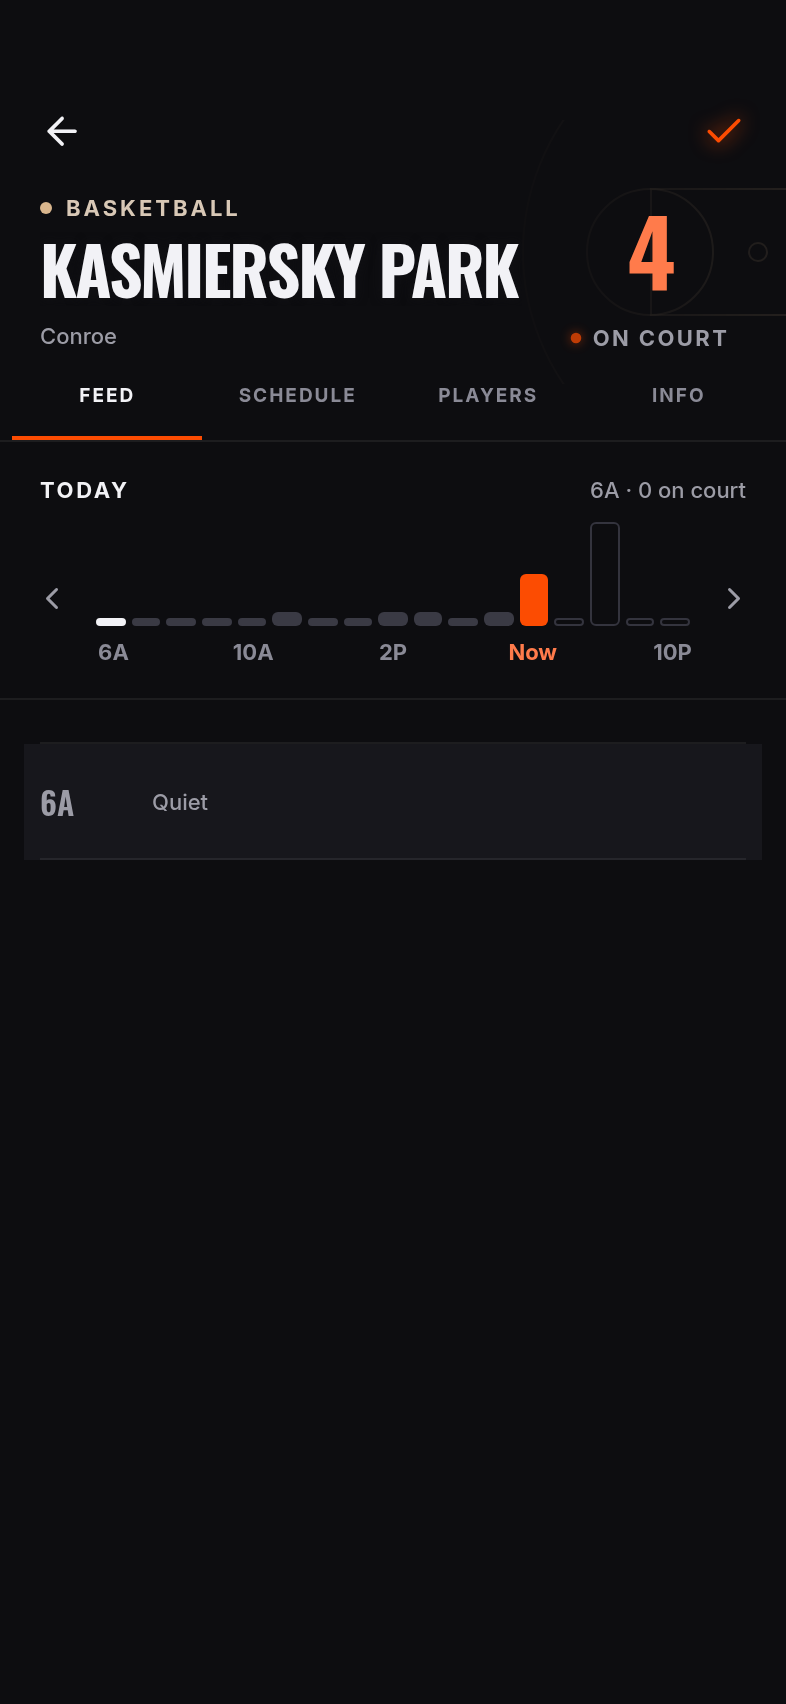 BASKETBALL
KASMIERSKY PARK
4
Conroe
ON COURT
FEED SCHEDULE PLAYERS INFO
TODAY 6A · 0 on court
6A 10A 2P Now 10P
6A Quiet